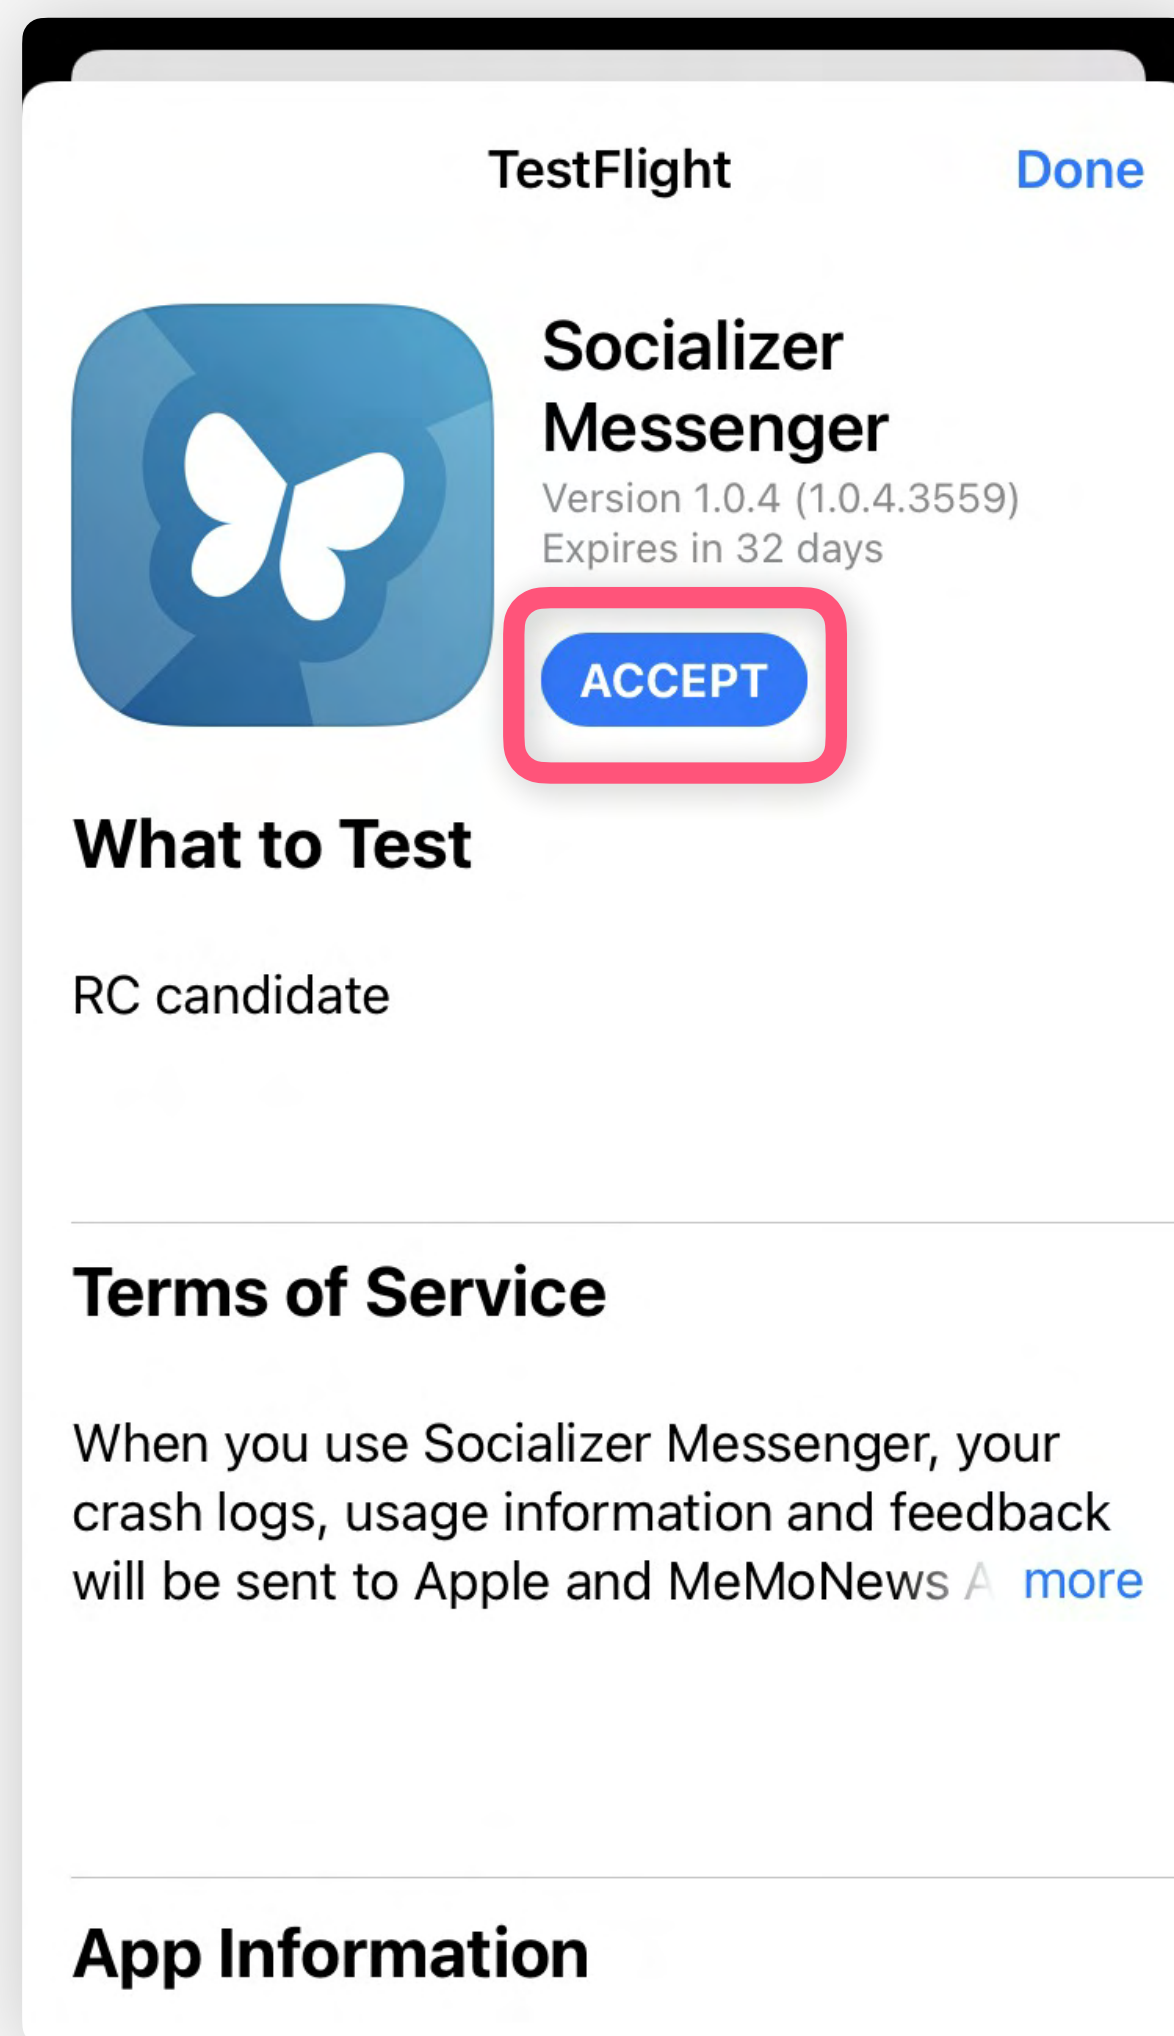 TestFlight
Done
Socializer
Messenger
Version 1.0.4 (1.0.4.3559)
Expires in 32 days
ACCEPT
What to Test
RC candidate
Terms of Service
When you use Socializer Messenger, your
crash logs, usage information and feedback
will be sent to Apple and MeMoNews A more
App Information